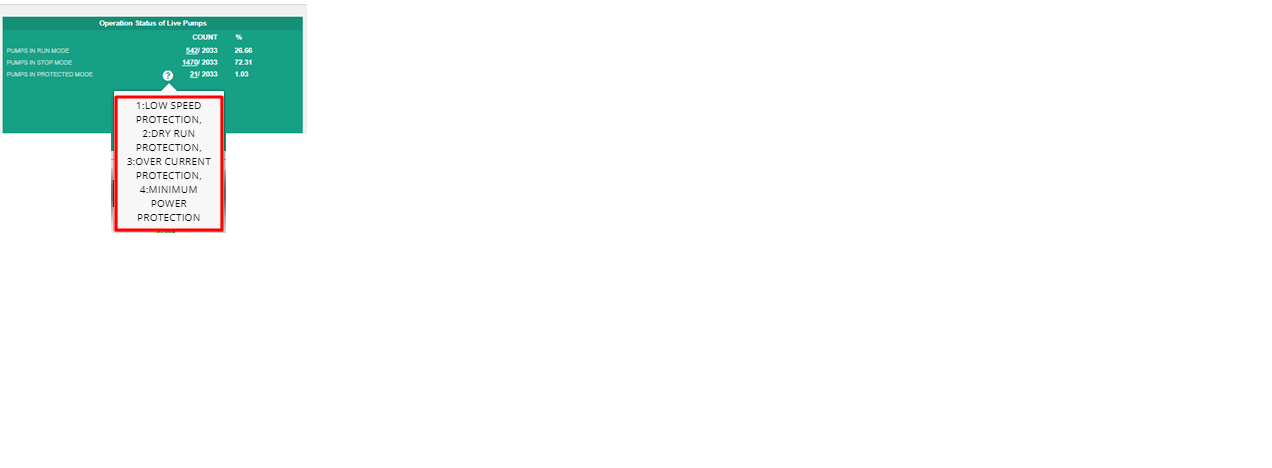 Operation Status of Live Pumps
COUNT %
PUMPS IN RUN MODE 542/ 2033 26.66
PUMPS IN STOP MODE 1470/ 2033 72.31
PUMPS IN PROTECTED MODE ? 21/ 2033 1.03
1:LOW SPEED
PROTECTION,
2:DRY RUN
PROTECTION,
3:OVER CURRENT
PROTECTION,
4:MINIMUM
POWER
PROTECTION